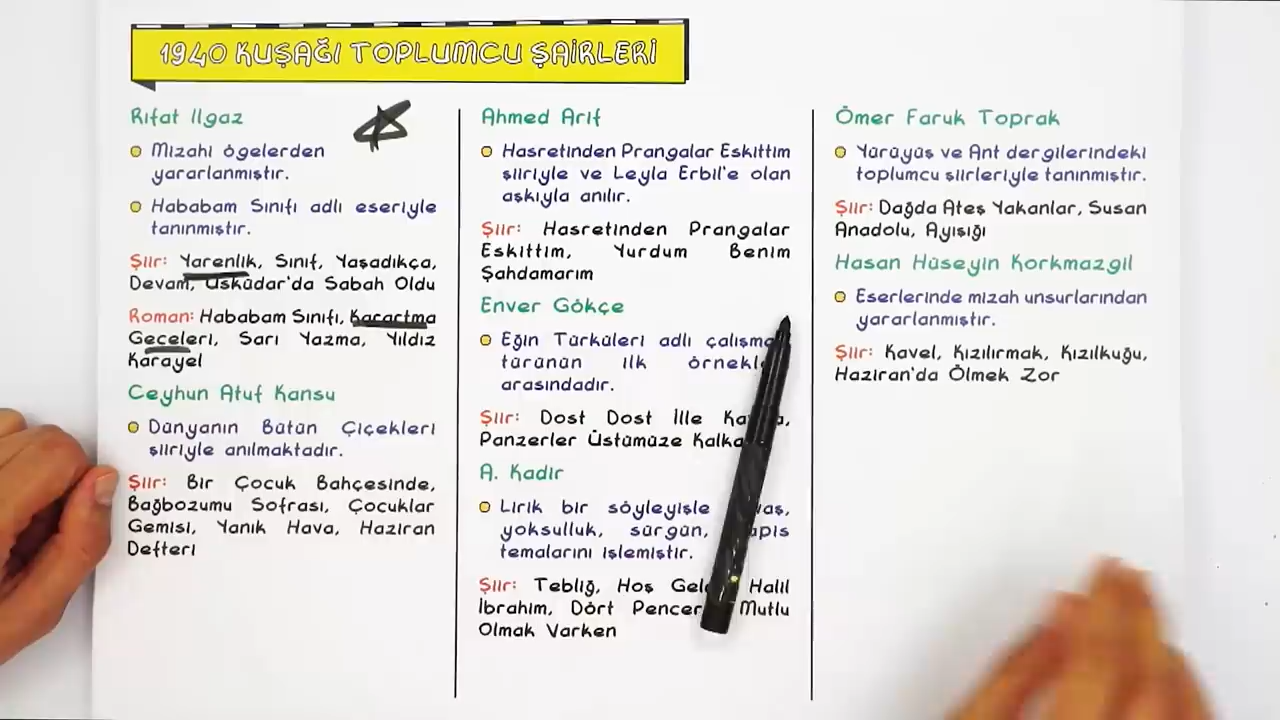 1940 KUŞAĞI TOPLUMCU ŞAİRLERİ
Rıfat Ilgaz
Mizahi ögelerden
yararlanmıştır.
Hababam Sınıfı adlı eseriyle
tanınmıştır.
Şiir: Yarenlik, Sınıf, Yaşadıkça,
Devam, Üsküdar'da Sabah Oldu
Roman: Hababam Sınıfı, Karartma
Geceleri, Sarı Yazma, Yıldız
Karayel
Ceyhun Atuf Kansu
Dünyanın Bütün Çiçekleri
şiiriyle anılmaktadır.
Şiir: Bir Çocuk Bahçesinde,
Bağbozumu Sofrası, Çocuklar
Gemisi, Yanık Hava, Haziran
Defteri
Ahmed Arif
Hasretinden Prangalar Eskittim
şiiriyle ve Leyla Erbil'e olan
aşkıyla anılır.
Şiir: Hasretinden Prangalar
Eskittim, Yurdum Benim
Şahdamarım
Enver Gökçe
Eğin Türküleri adlı
türünün ilk
arasındadır.
Şiir: Dost Dost İlle
Panzerler Üstümüze
A. Kadir
Lirik bir söyleyişle
yoksulluk, sürgün,
temalarını işlemiştir.
Şiir: Tebliğ, Hoş Halil
İbrahim, Dört Mutlu
Olmak Varken
Ömer Faruk Toprak
Yürüyüş ve Ant dergilerindeki
toplumcu şiirleriyle tanınmıştır.
Şiir: Dağda Ateş Yakanlar, Susan
Anadolu, Ayışığı
Hasan Hüseyin Korkmazgil
Eserlerinde mizah unsurlarından
yararlanmıştır.
Şiir: Kavel, Kızılırmak, Kızılkuğu,
Haziran'da Ölmek Zor